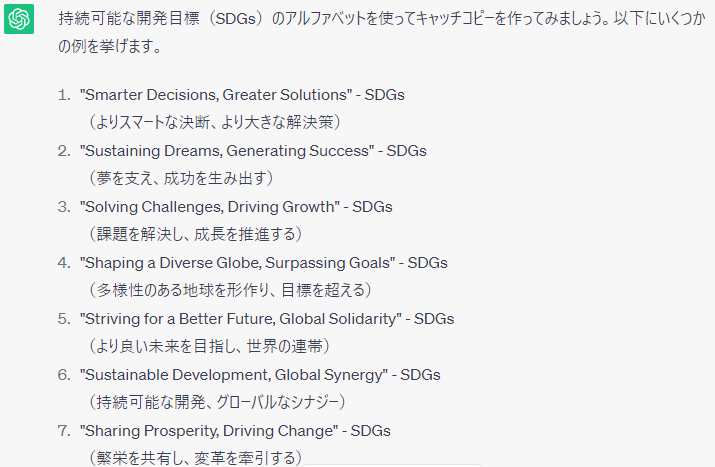 持続可能な開発目標（SDGs）のアルファベットを使ってキャッチコピーを作ってみましょう。以下にいくつか
の例を挙げます。
1. "Smarter Decisions, Greater Solutions" - SDGs
（よりスマートな決断、より大きな解決策）
2. "Sustaining Dreams, Generating Success" - SDGs
（夢を支え、成功を生み出す）
3. "Solving Challenges, Driving Growth" - SDGs
（課題を解決し、成長を推進する）
4. "Shaping a Diverse Globe, Surpassing Goals" - SDGs
（多様性のある地球を形作り、目標を超える）
5. "Striving for a Better Future, Global Solidarity" - SDGs
（より良い未来を目指し、世界の連帯）
6. "Sustainable Development, Global Synergy" - SDGs
（持続可能な開発、グローバルなシナジー）
7. "Sharing Prosperity, Driving Change" - SDGs
（繁栄を共有し、変革を牽引する）